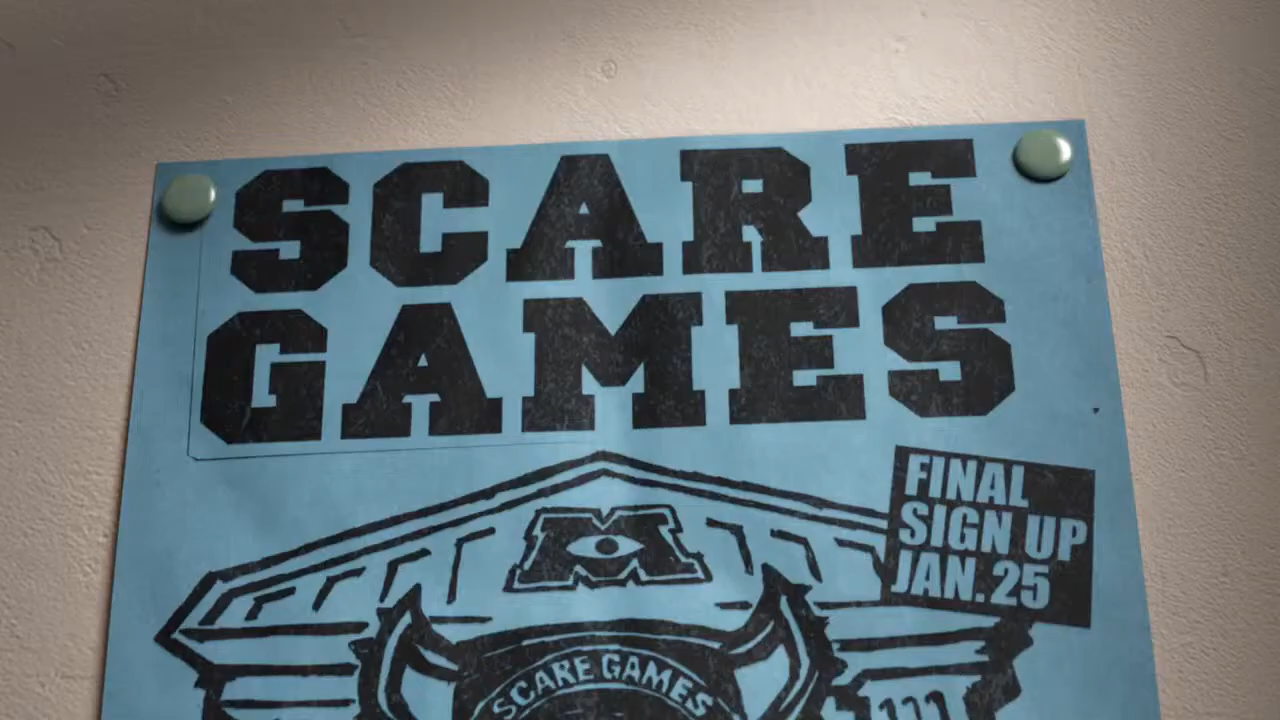 SCARE
GAMES
FINAL
SIGN UP
JAN. 25
M
SCARE GAMES